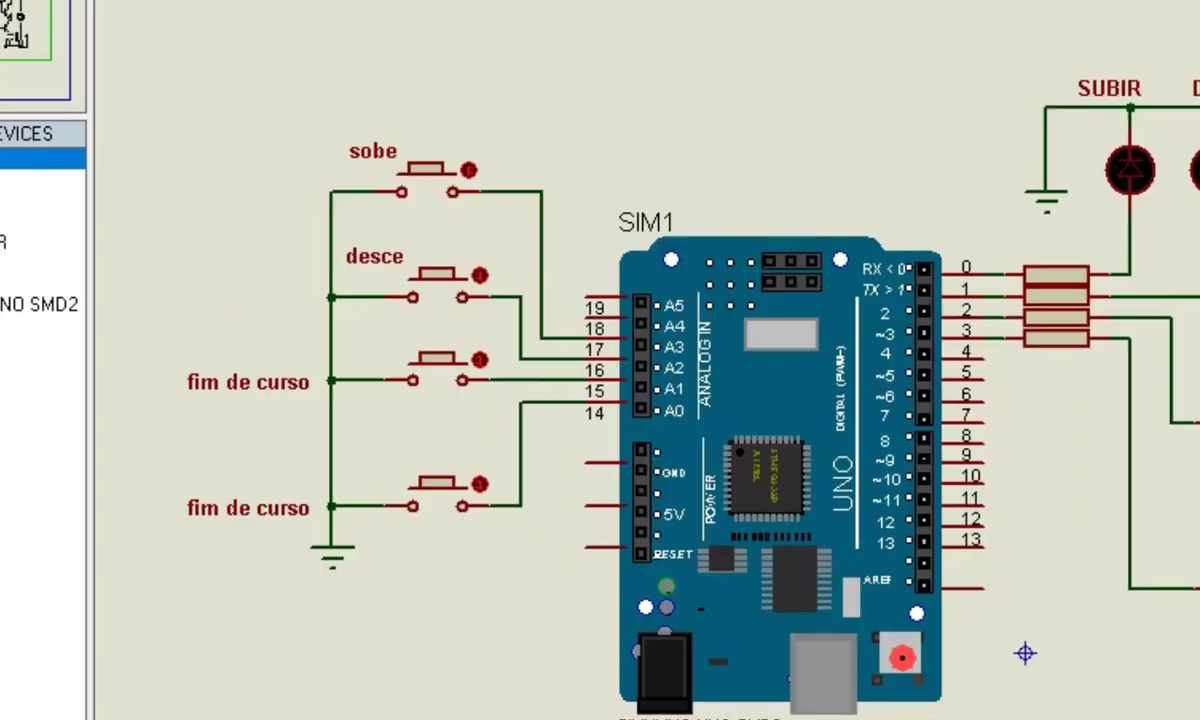 EVICES
SUBIR
sobe
SIM1
desce
R
RX < 0
0
NO SMD2
19
A5
TX > 1
1
18
A4
2
2
17
A3
~3
3
16
A2
4
4
15
A1
~5
5
14
A0
~6
6
7
7
ANALOG IN
DIGITAL (PWM~)
fim de curso
8
8
GND
~9
9
~10
10
POWER
UNO
~11
11
5V
12
12
fim de curso
13
13
RESET
AREF